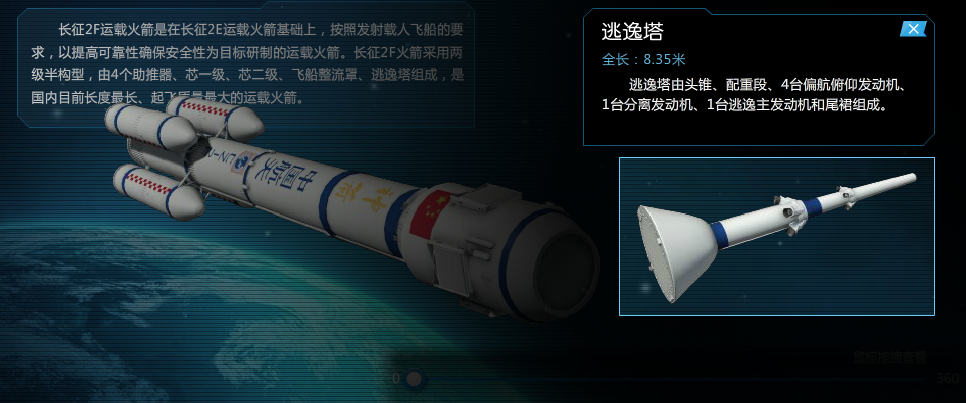 长征2F运载火箭是在长征2E运载火箭基础上，按照发射载人飞船的要
求，以提高可靠性确保安全性为目标研制的运载火箭。长征2F火箭采用两
级半构型，由4个助推器、芯一级、芯二级、飞船整流罩、逃逸塔组成，是
国内目前长度最长、起飞质量最大的运载火箭。
中国航天
神箭
逃逸塔
全长：8.35米
逃逸塔由头锥、配重段、4台偏航俯仰发动机、
1台分离发动机、1台逃逸主发动机和尾裙组成。
鼠标拖拽查看
0
360